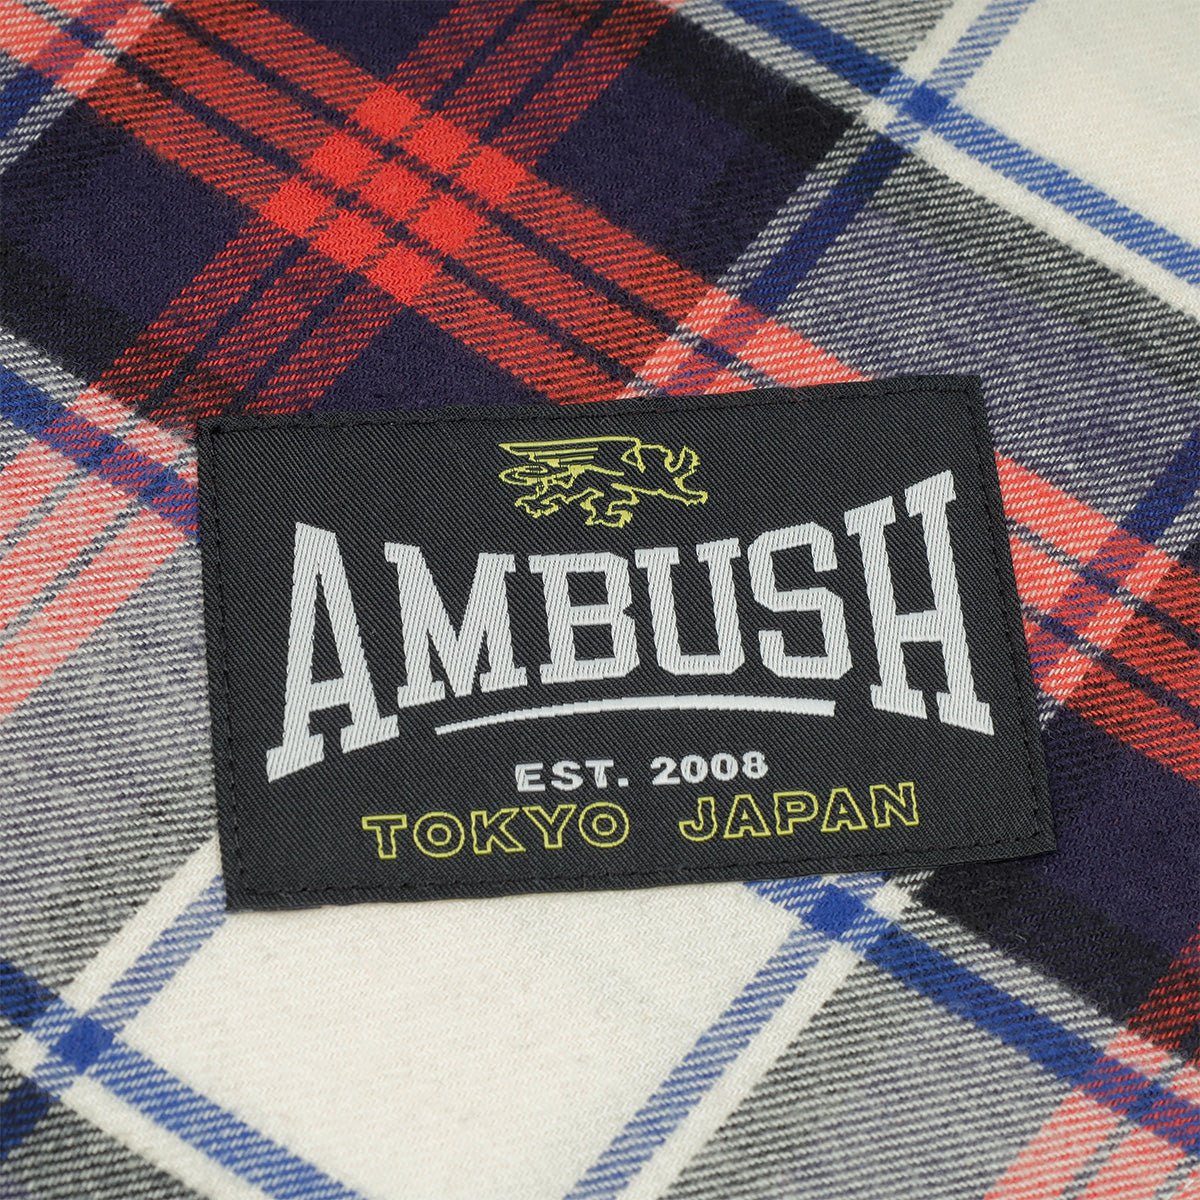 AMBUSH
EST. 2008
TOKYO JAPAN